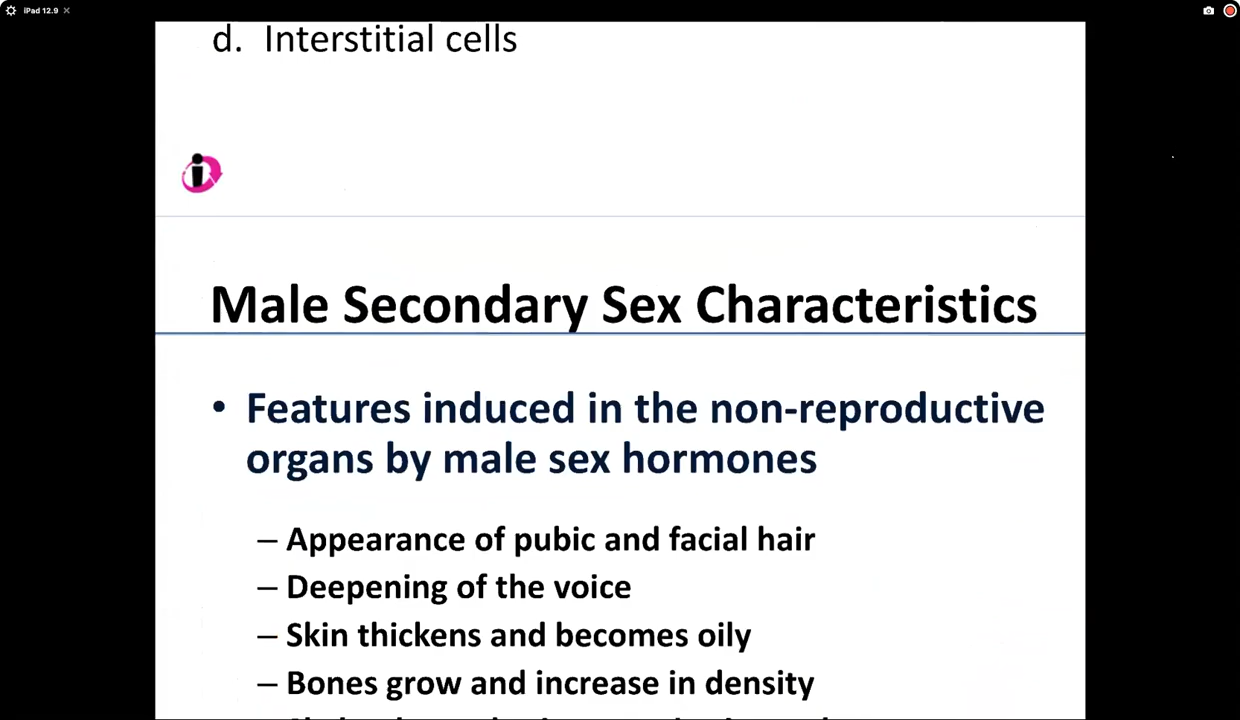 iPad 12.9
d. Interstitial cells
Male Secondary Sex Characteristics
• Features induced in the non-reproductive
organs by male sex hormones
– Appearance of pubic and facial hair
– Deepening of the voice
– Skin thickens and becomes oily
– Bones grow and increase in density